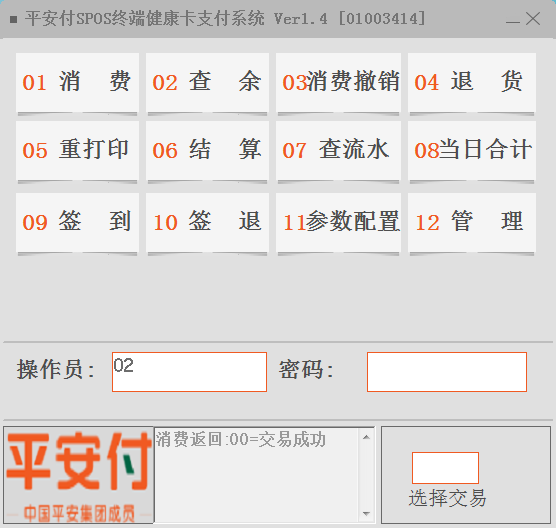 平安付SPOS终端健康卡支付系统 Ver1.4 [01003414]
01 消 费 02 查 余 03消费撤销 04 退 货
05 重打印 06 结 算 07 查流水 08当日合计
09 签 到 10 签 退 11参数配置 12 管 理
操作员: 02 密码:
消费返回:00=交易成功
平安付
中国平安集团成员
选择交易